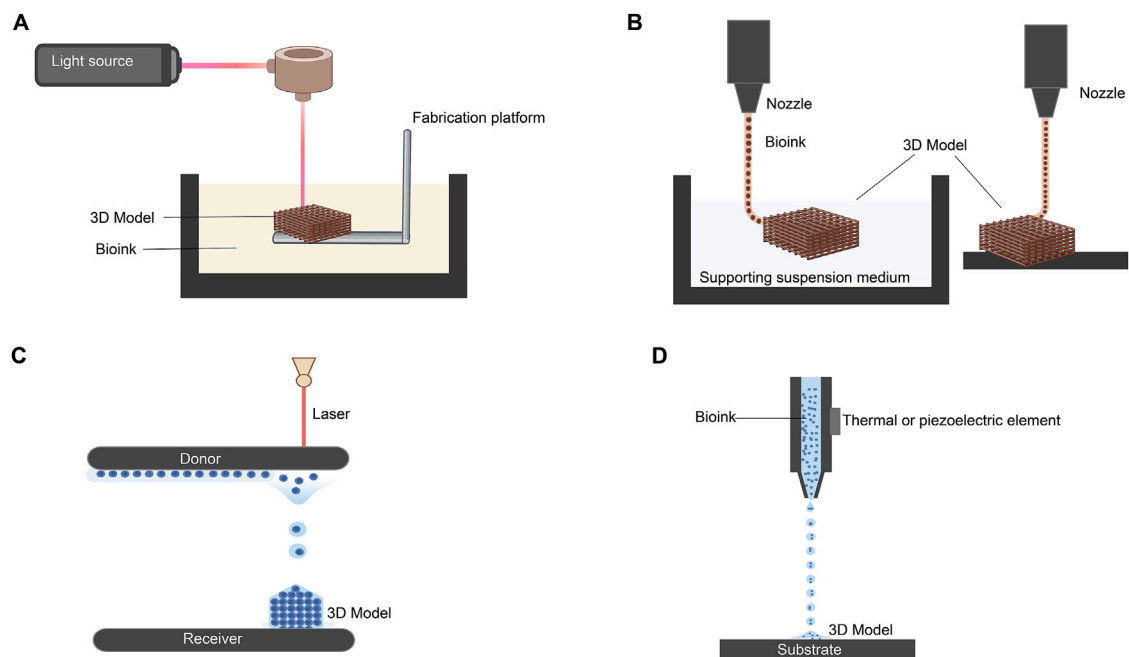 A
Light source
Fabrication platform
3D Model
Bioink
B
Nozzle
Bioink
3D Model
Nozzle
Supporting suspension medium
C
Laser
Donor
3D Model
Receiver
D
Bioink
Thermal or piezoelectric element
3D Model
Substrate